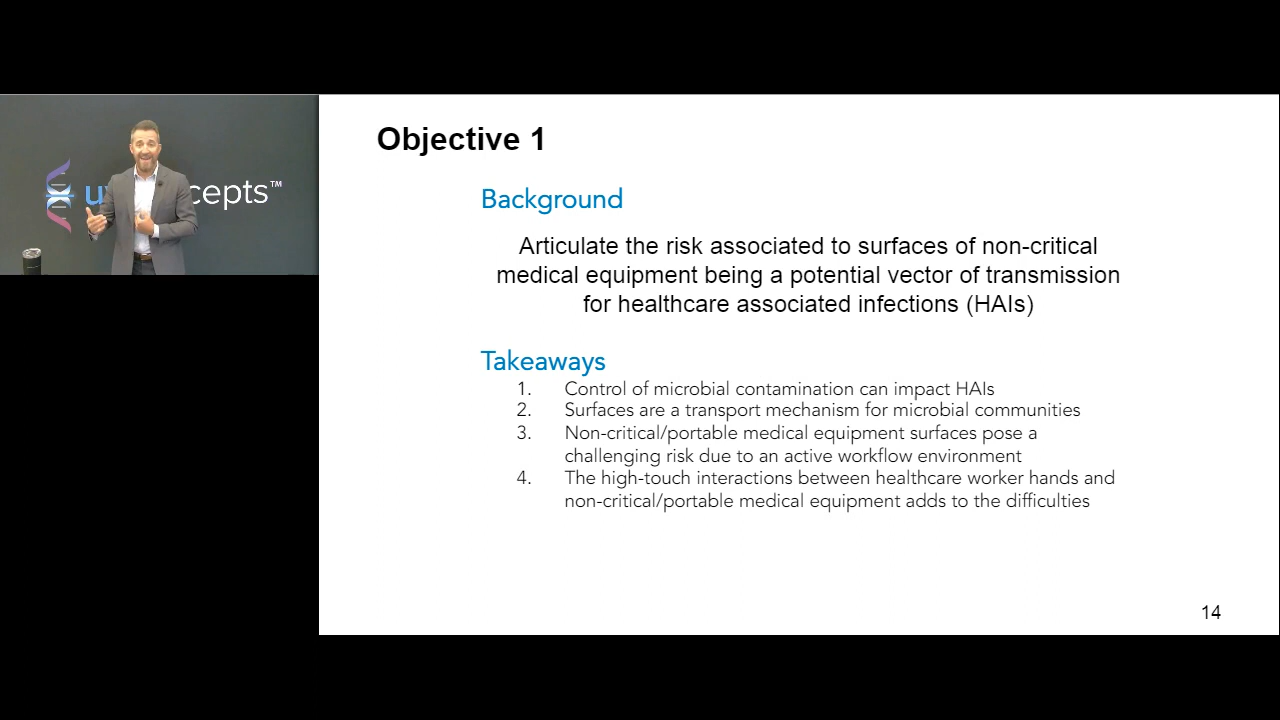 u cepts™
Objective 1
Background
Articulate the risk associated to surfaces of non-critical
medical equipment being a potential vector of transmission
for healthcare associated infections (HAIs)
Takeaways
1. Control of microbial contamination can impact HAIs
2. Surfaces are a transport mechanism for microbial communities
3. Non-critical/portable medical equipment surfaces pose a
challenging risk due to an active workflow environment
4. The high-touch interactions between healthcare worker hands and
non-critical/portable medical equipment adds to the difficulties
14